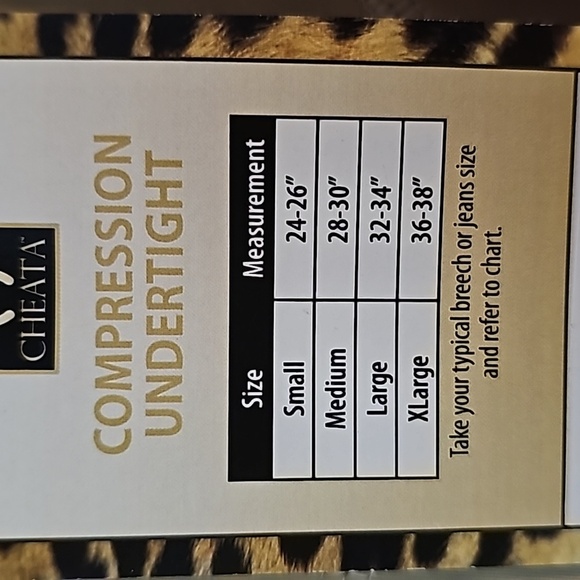 CHEATA™
COMPRESSION
UNDERTIGHT
Size Measurement
Small 24-26"
Medium 28-30"
Large 32-34"
XLarge 36-38"
Take your typical breech or jeans size
and refer to chart.